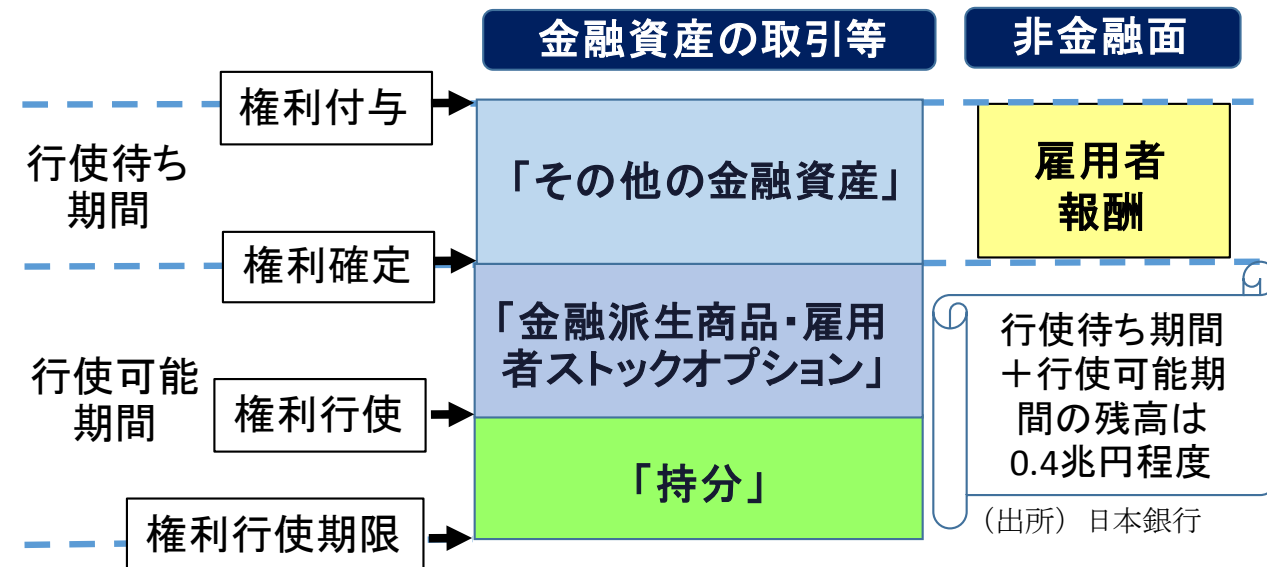 金融資産の取引等
非金融面
権利付与
行使待ち
期間
「その他の金融資産」
雇用者
報酬
権利確定
「金融派生商品・雇用
者ストックオプション」
行使可能
期間
権利行使
「持分」
権利行使期限
行使待ち期間
＋行使可能期
間の残高は
0.4兆円程度
（出所） 日本銀行